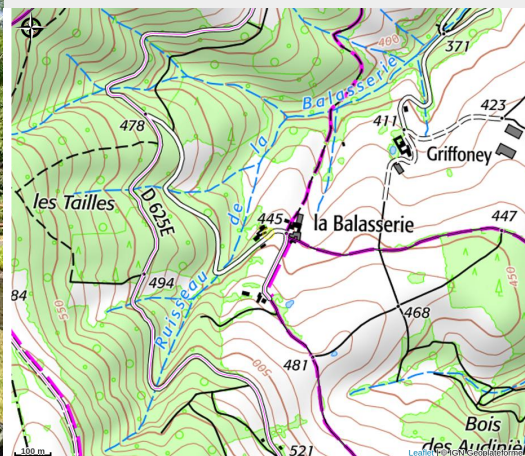 400
371
423
411
478
Griffoney
Ruisseau de la Balasserie
les Tailles
D 625E
445
la Balasserie
447
494
84
550
450
468
500
481
Bois
des Audiniè
521
100 m
Leaflet | © IGN Geoplateforme